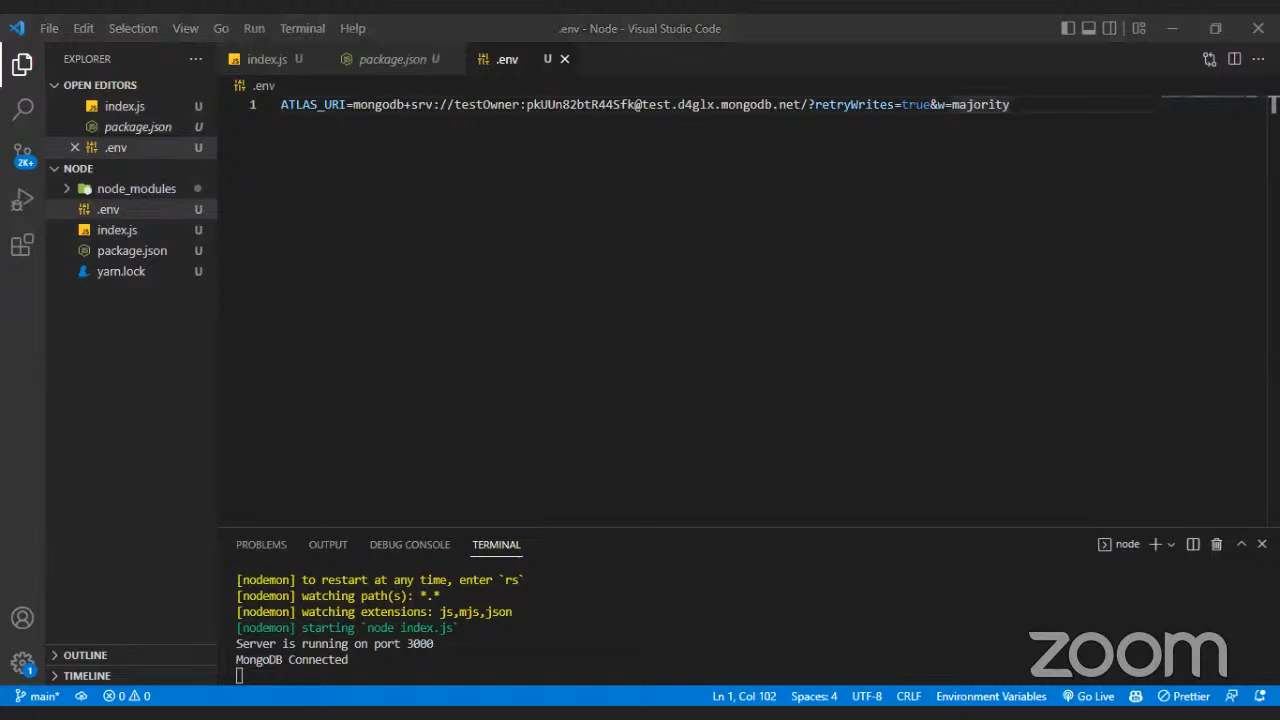 File Edit Selection View Go Run Terminal Help
.env - Node - Visual Studio Code
EXPLORER
index.js U
package.json U
.env U
OPEN EDITORS
index.js U
package.json U
.env U
NODE
node_modules
.env U
index.js U
package.json U
yarn.lock U
OUTLINE
TIMELINE
2K+
1
.env
1 ATLAS_URI=mongodb+srv://testOwner:pkUUn82btR44Sfk@test.d4glx.mongodb.net/?retryWrites=true&w=majority
PROBLEMS OUTPUT DEBUG CONSOLE TERMINAL
node
[nodemon] to restart at any time, enter `rs`
[nodemon] watching path(s): *.*
[nodemon] watching extensions: js,mjs,json
[nodemon] starting `node index.js`
Server is running on port 3000
MongoDB Connected
zoom
main* 0 0
Ln 1, Col 102 Spaces: 4 UTF-8 CRLF Environment Variables Go Live Prettier